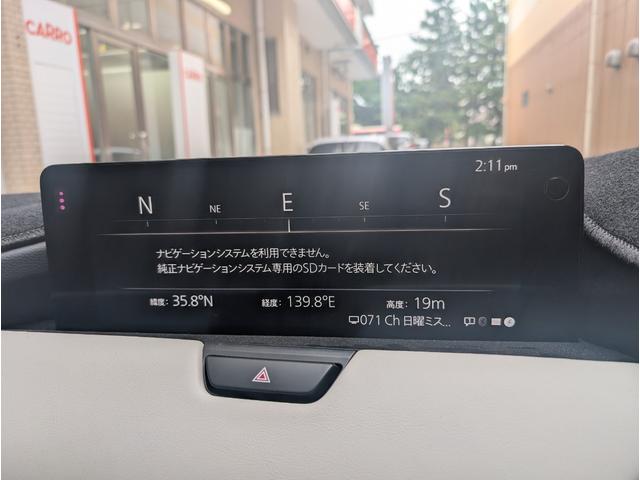 CARRO
2:11pm
N NE E SE S
ナビゲーションシステムを利用できません。
純正ナビゲーションシステム専用のSDカードを装着してください。
緯度: 35.8°N 経度: 139.8°E 高度: 19m
071 Ch 日曜ミス...